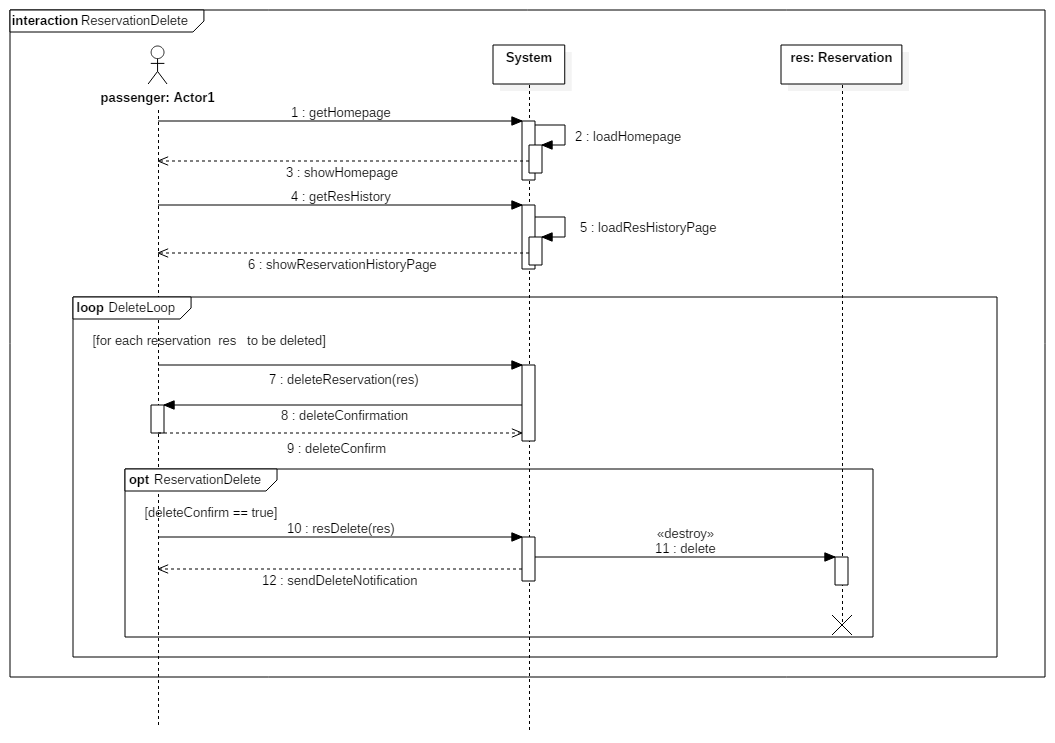 interaction ReservationDelete
System
res: Reservation
passenger: Actor1
1 : getHomepage
2 : loadHomepage
3 : showHomepage
4 : getResHistory
5 : loadResHistoryPage
6 : showReservationHistoryPage
loop DeleteLoop
[for each reservation res to be deleted]
7 : deleteReservation(res)
8 : deleteConfirmation
9 : deleteConfirm
opt ReservationDelete
[deleteConfirm == true]
10 : resDelete(res)
«destroy»
11 : delete
12 : sendDeleteNotification